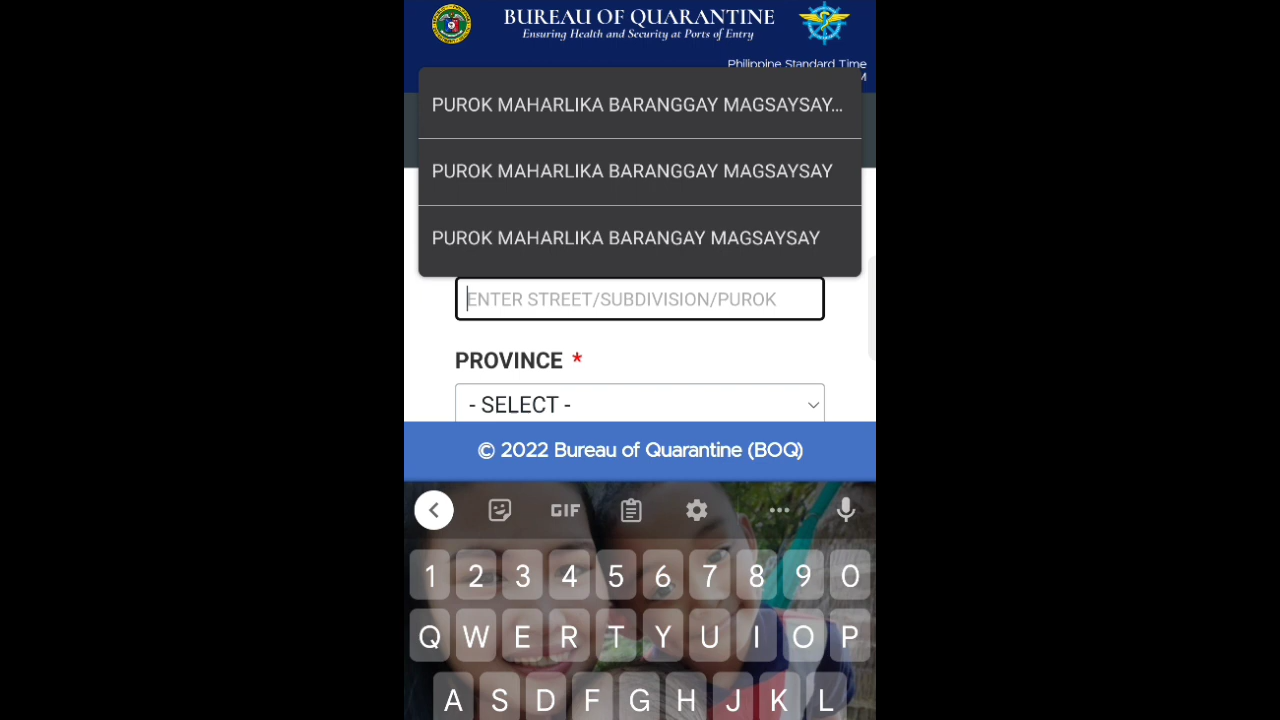 BUREAU OF QUARANTINE
Ensuring Health and Security at Ports of Entry
Philippine Standard Time
M
PUROK MAHARLIKA BARANGGAY MAGSAYSAY...
PUROK MAHARLIKA BARANGGAY MAGSAYSAY
PUROK MAHARLIKA BARANGAY MAGSAYSAY
ENTER STREET/SUBDIVISION/PUROK
PROVINCE *
- SELECT -
© 2022 Bureau of Quarantine (BOQ)
GIF
1 2 3 4 5 6 7 8 9 0
Q W E R T Y U I O P
A S D F G H J K L